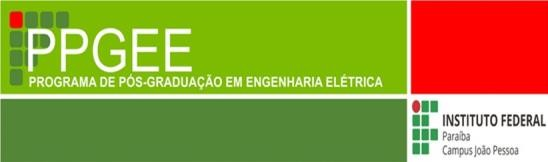 PPGEE
PROGRAMA DE PÓS-GRADUAÇÃO EM ENGENHARIA ELÉTRICA
INSTITUTO FEDERAL
Paraíba
Campus João Pessoa